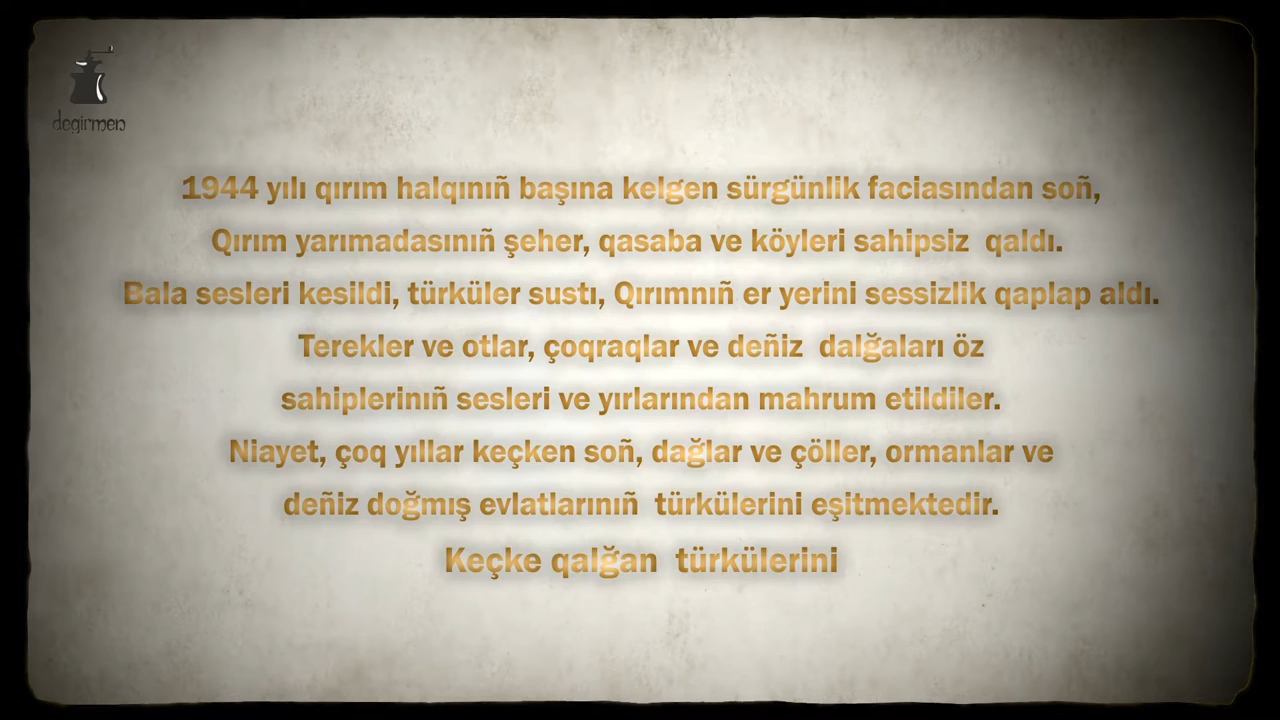 degirmen
1944 yılı qırım halqınıñ başına kelgen sürgünlik faciasından soñ,
Qırım yarımadasınıñ şeher, qasaba ve köyleri sahipsiz qaldı.
Bala sesleri kesildi, türküler sustı, Qırımnıñ er yerini sessizlik qaplap aldı.
Terekler ve otlar, çoqraqlar ve deñiz dalğaları öz
sahipleriniñ sesleri ve yırlarından mahrum etildiler.
Niayet, çoq yıllar keçken soñ, dağlar ve çöller, ormanlar ve
deñiz doğmış evlatlarınıñ türkülerini eşitmektedir.
Keçke qalğan türkülerini